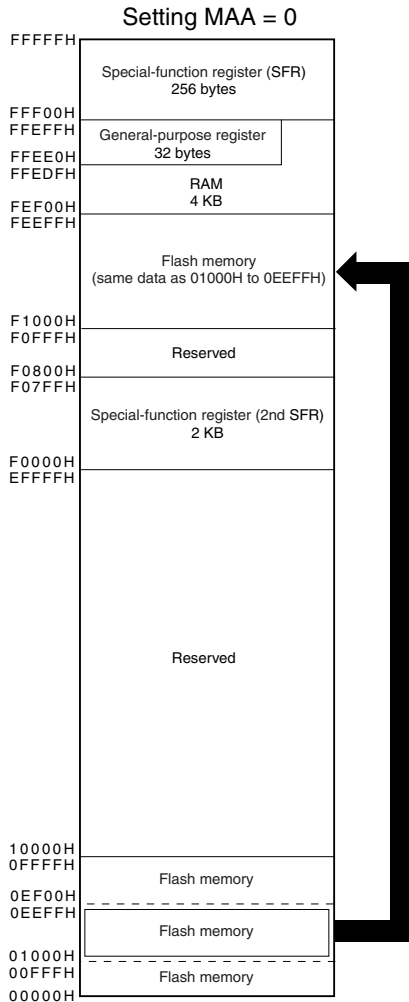 Setting MAA = 0
FFFFFH
Special-function register (SFR)
256 bytes
FFF00H
FFEFFH
General-purpose register
32 bytes
FFEE0H
FFEDFH
RAM
4 KB
FEF00H
FEEFFH
Flash memory
(same data as 01000H to 0EEFFH)
F1000H
F0FFFH
Reserved
F0800H
F07FFH
Special-function register (2nd SFR)
2 KB
F0000H
EFFFFH
Reserved
10000H
0FFFFH
Flash memory
0EF00H
0EEFFH
Flash memory
01000H
00FFFH
Flash memory
00000H